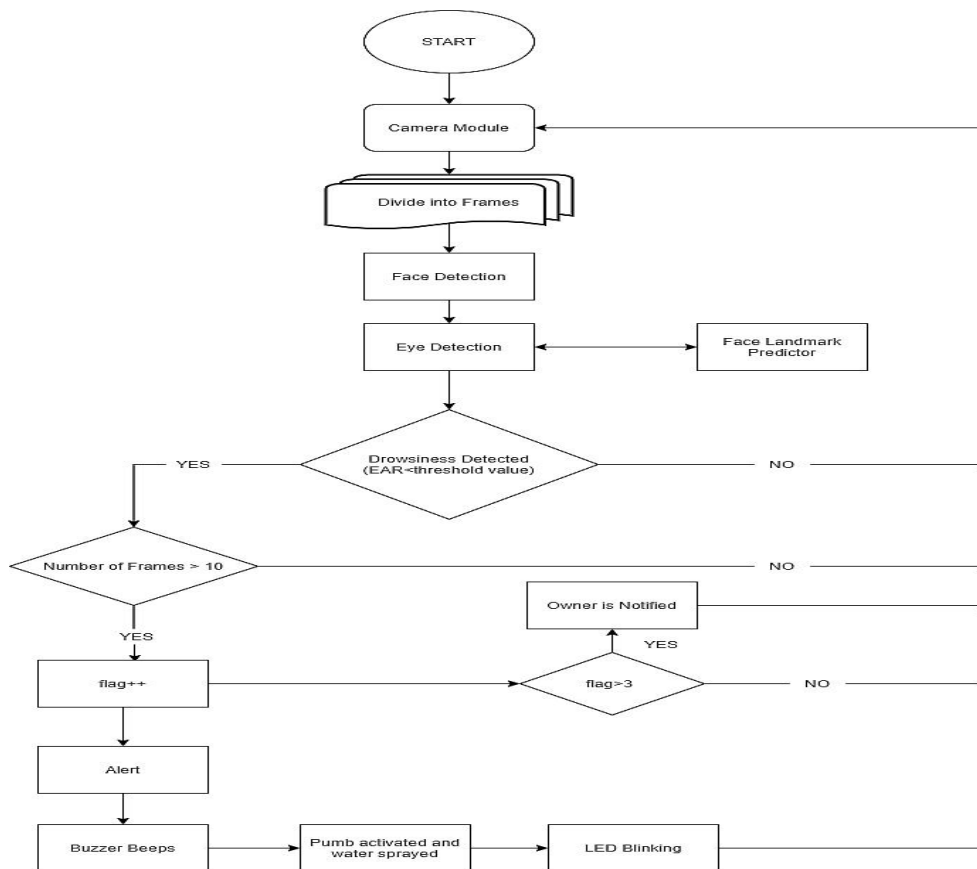 START
Camera Module
Divide into Frames
Face Detection
Eye Detection
Face Landmark
Predictor
Drowsiness Detected
(EAR<threshold value)
YES
NO
Number of Frames > 10
NO
Owner is Notified
YES
YES
flag++
flag>3
NO
Alert
Buzzer Beeps
Pumb activated and
water sprayed
LED Blinking